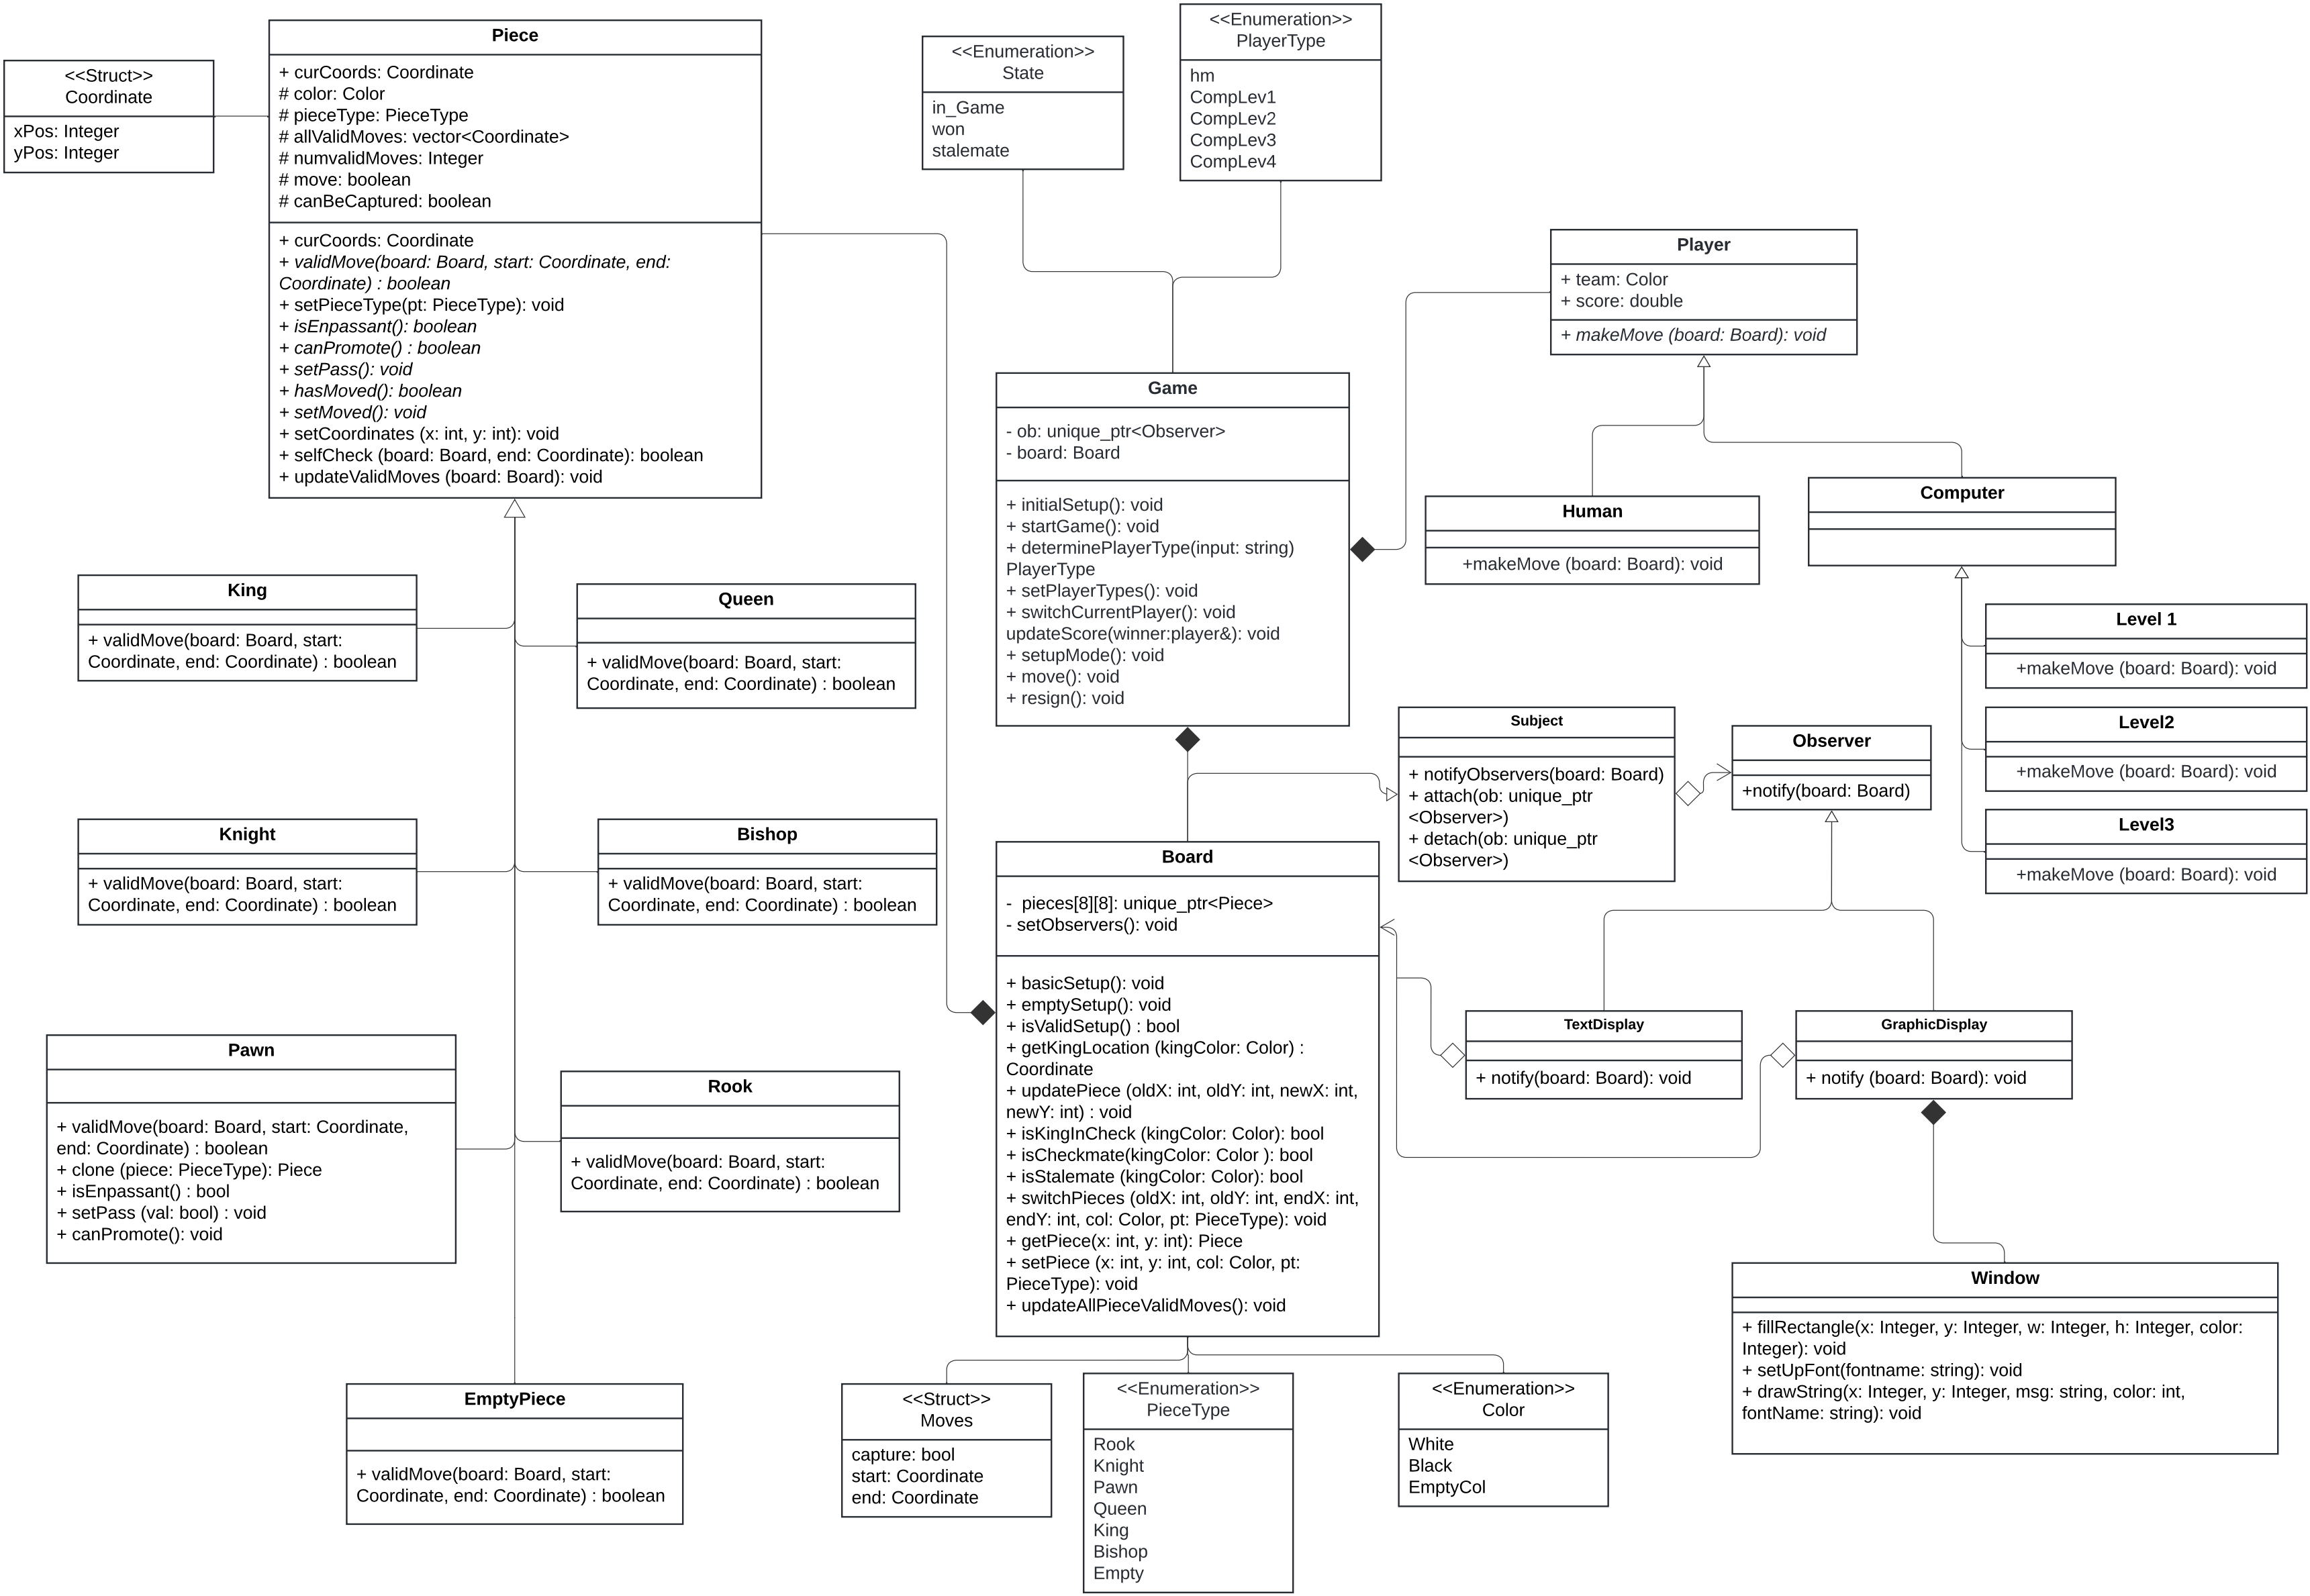 <<Struct>>
Coordinate
xPos: Integer
yPos: Integer
Piece
+ curCoords: Coordinate
# color: Color
# pieceType: PieceType
# allValidMoves: vector<Coordinate>
# numvalidMoves: Integer
# move: boolean
# canBeCaptured: boolean
+ curCoords: Coordinate
+ validMove(board: Board, start: Coordinate, end:
Coordinate) : boolean
+ setPieceType(pt: PieceType): void
+ isEnpassant(): boolean
+ canPromote() : boolean
+ setPass(): void
+ hasMoved(): boolean
+ setMoved(): void
+ setCoordinates (x: int, y: int): void
+ selfCheck (board: Board, end: Coordinate): boolean
+ updateValidMoves (board: Board): void
<<Enumeration>>
State
in_Game
won
stalemate
<<Enumeration>>
PlayerType
hm
CompLev1
CompLev2
CompLev3
CompLev4
Player
+ team: Color
+ score: double
+ makeMove (board: Board): void
Game
- ob: unique_ptr<Observer>
- board: Board
+ initialSetup(): void
+ startGame(): void
+ determinePlayerType(input: string)
PlayerType
+ setPlayerTypes(): void
+ switchCurrentPlayer(): void
updateScore(winner:player&): void
+ setupMode(): void
+ move(): void
+ resign(): void
Human
+makeMove (board: Board): void
Computer
Level 1
+makeMove (board: Board): void
Level2
+makeMove (board: Board): void
Level3
+makeMove (board: Board): void
King
+ validMove(board: Board, start:
Coordinate, end: Coordinate) : boolean
Queen
+ validMove(board: Board, start:
Coordinate, end: Coordinate) : boolean
Subject
+ notifyObservers(board: Board)
+ attach(ob: unique_ptr
<Observer>)
+ detach(ob: unique_ptr
<Observer>)
Observer
+notify(board: Board)
Knight
+ validMove(board: Board, start:
Coordinate, end: Coordinate) : boolean
Bishop
+ validMove(board: Board, start:
Coordinate, end: Coordinate) : boolean
Board
- pieces[8][8]: unique_ptr<Piece>
- setObservers(): void
+ basicSetup(): void
+ emptySetup(): void
+ isValidSetup() : bool
+ getKingLocation (kingColor: Color) :
Coordinate
+ updatePiece (oldX: int, oldY: int, newX: int,
newY: int) : void
+ isKingInCheck (kingColor: Color): bool
+ isCheckmate(kingColor: Color ): bool
+ isStalemate (kingColor: Color): bool
+ switchPieces (oldX: int, oldY: int, endX: int,
endY: int, col: Color, pt: PieceType): void
+ getPiece(x: int, y: int): Piece
+ setPiece (x: int, y: int, col: Color, pt:
PieceType): void
+ updateAllPieceValidMoves(): void
TextDisplay
+ notify(board: Board): void
GraphicDisplay
+ notify (board: Board): void
Pawn
+ validMove(board: Board, start: Coordinate,
end: Coordinate) : boolean
+ clone (piece: PieceType): Piece
+ isEnpassant() : bool
+ setPass (val: bool) : void
+ canPromote(): void
Rook
+ validMove(board: Board, start:
Coordinate, end: Coordinate) : boolean
Window
+ fillRectangle(x: Integer, y: Integer, w: Integer, h: Integer, color:
Integer): void
+ setUpFont(fontname: string): void
+ drawString(x: Integer, y: Integer, msg: string, color: int,
fontName: string): void
EmptyPiece
+ validMove(board: Board, start:
Coordinate, end: Coordinate) : boolean
<<Struct>>
Moves
capture: bool
start: Coordinate
end: Coordinate
<<Enumeration>>
PieceType
Rook
Knight
Pawn
Queen
King
Bishop
Empty
<<Enumeration>>
Color
White
Black
EmptyCol